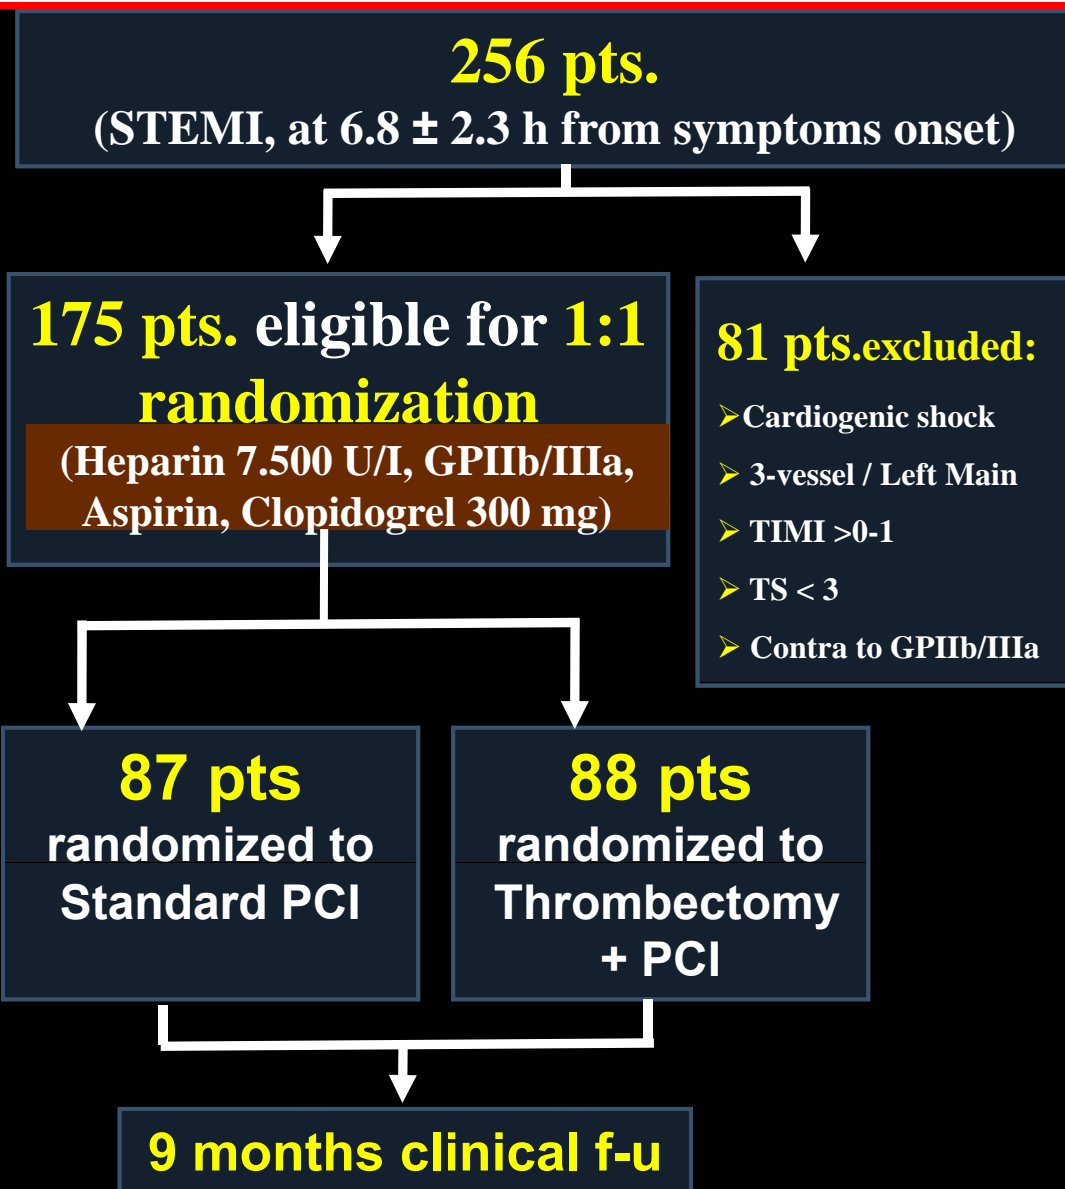 256 pts.
(STEMI, at 6.8 ± 2.3 h from symptoms onset)
175 pts. eligible for 1:1
randomization
(Heparin 7.500 U/I, GPIIb/IIIa,
Aspirin, Clopidogrel 300 mg)
81 pts.excluded:
➢Cardiogenic shock
➢ 3-vessel / Left Main
➢ TIMI >0-1
➢ TS < 3
➢ Contra to GPIIb/IIIa
87 pts
randomized to
Standard PCI
88 pts
randomized to
Thrombectomy
+ PCI
9 months clinical f-u